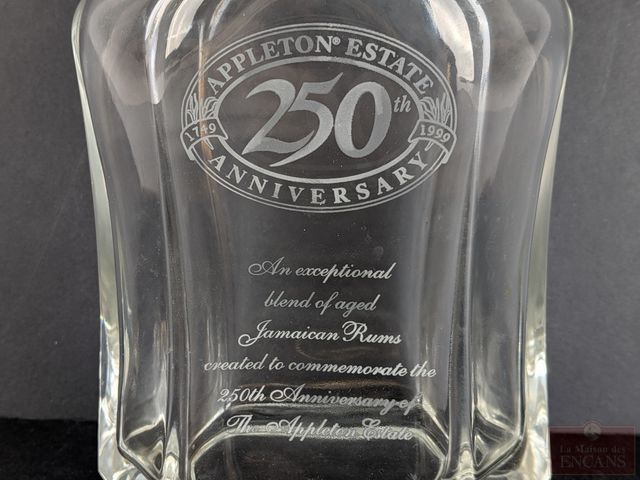 APPLETON® ESTATE
250th
1749 1999
ANNIVERSARY
An exceptional
blend of aged
Jamaican Rums
created to commemorate the
250th Anniversary of
The Appleton Estate
La Maison des
ENCANS